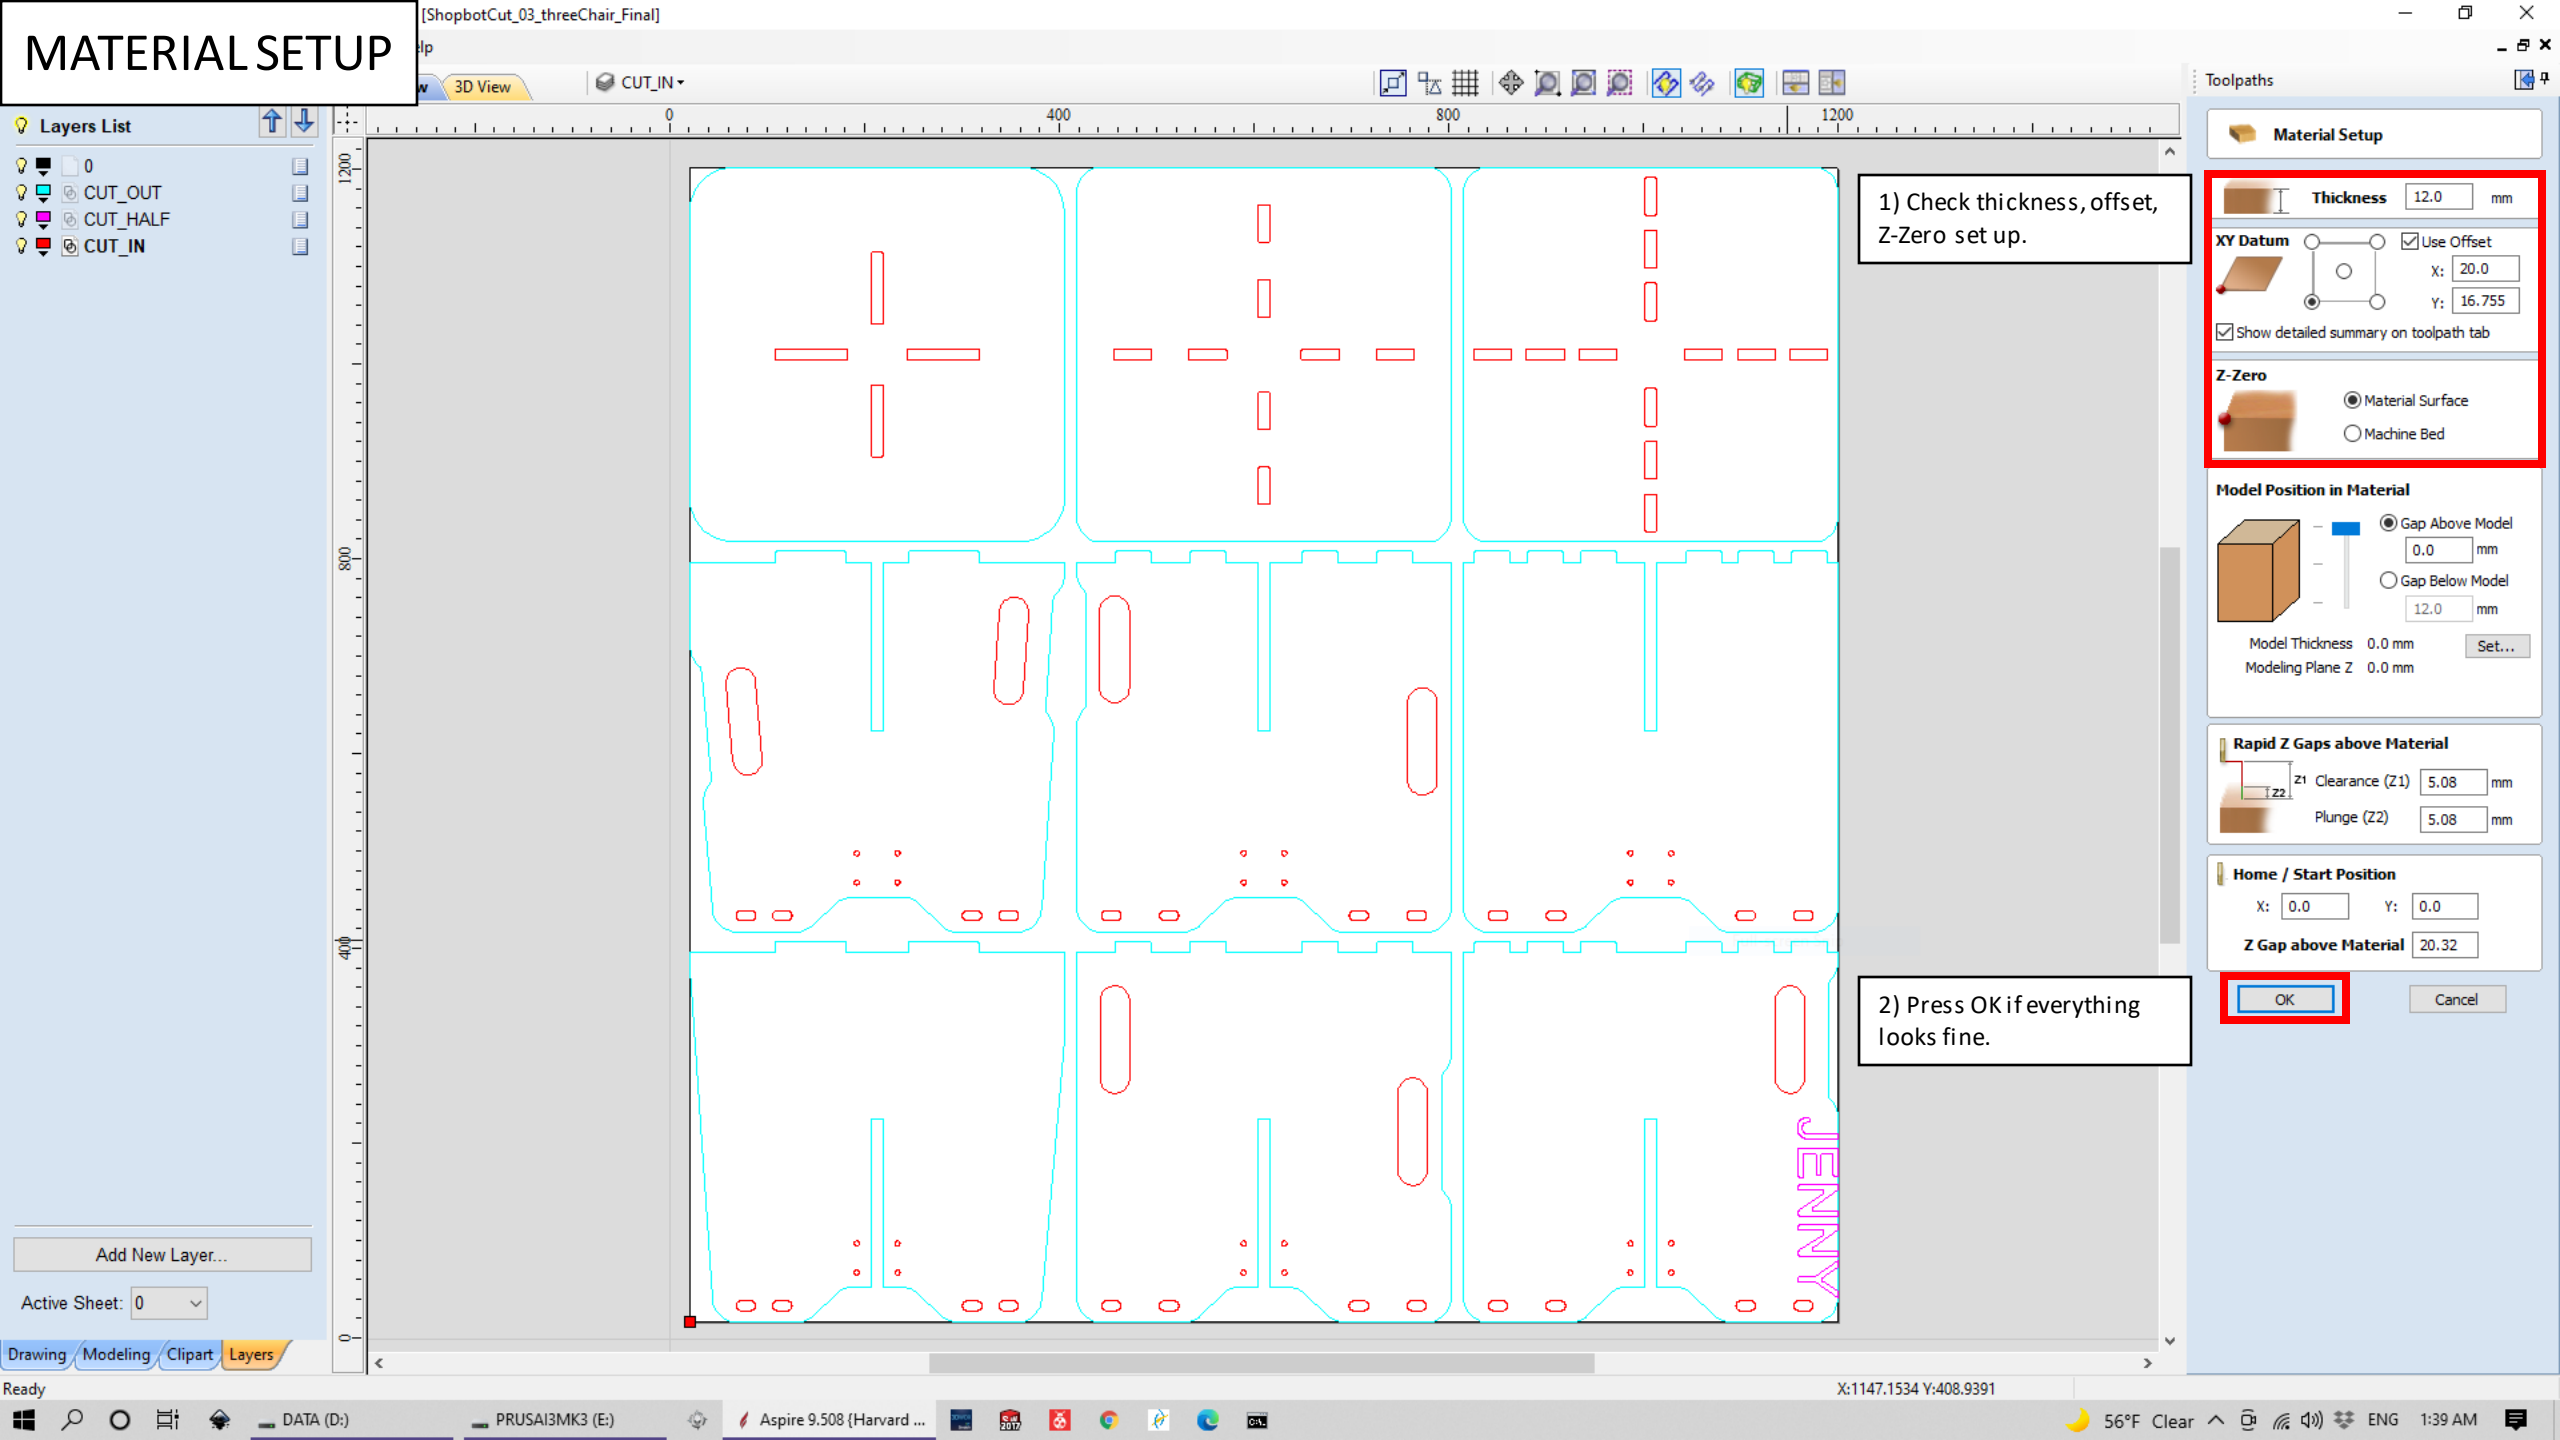 MATERIAL SETUP
[ShopbotCut_03_threeChair_Final]
lp
w
3D View
CUT_IN
Toolpaths
Layers List
0
CUT_OUT
CUT_HALF
CUT_IN
0
400
800
1200
1200
800
400
0
1) Check thickness, offset,
Z-Zero set up.
JENNY
2) Press OK if everything
looks fine.
Material Setup
Thickness 12.0 mm
XY Datum
Use Offset
X: 20.0
Y: 16.755
Show detailed summary on toolpath tab
Z-Zero
Material Surface
Machine Bed
Model Position in Material
Gap Above Model
0.0 mm
Gap Below Model
12.0 mm
Model Thickness 0.0 mm
Set...
Modeling Plane Z 0.0 mm
Rapid Z Gaps above Material
Z1 Clearance (Z1) 5.08 mm
Z2
Plunge (Z2) 5.08 mm
Home / Start Position
X: 0.0 Y: 0.0
Z Gap above Material 20.32
OK Cancel
Add New Layer...
Active Sheet: 0
Drawing Modeling Clipart Layers
Ready
X:1147.1534 Y:408.9391
DATA (D:)
PRUSAI3MK3 (E:)
Aspire 9.508 {Harvard ...
2017
56°F Clear
ENG
1:39 AM